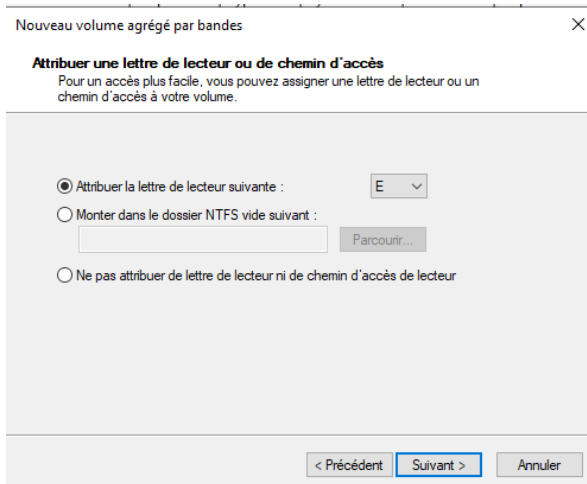 Nouveau volume agrégé par bandes
Attribuer une lettre de lecteur ou de chemin d'accès
Pour un accès plus facile, vous pouvez assigner une lettre de lecteur ou un
chemin d'accès à votre volume.
Attribuer la lettre de lecteur suivante : E
Monter dans le dossier NTFS vide suivant :
Parcourir...
Ne pas attribuer de lettre de lecteur ni de chemin d'accès de lecteur
< Précédent Suivant > Annuler